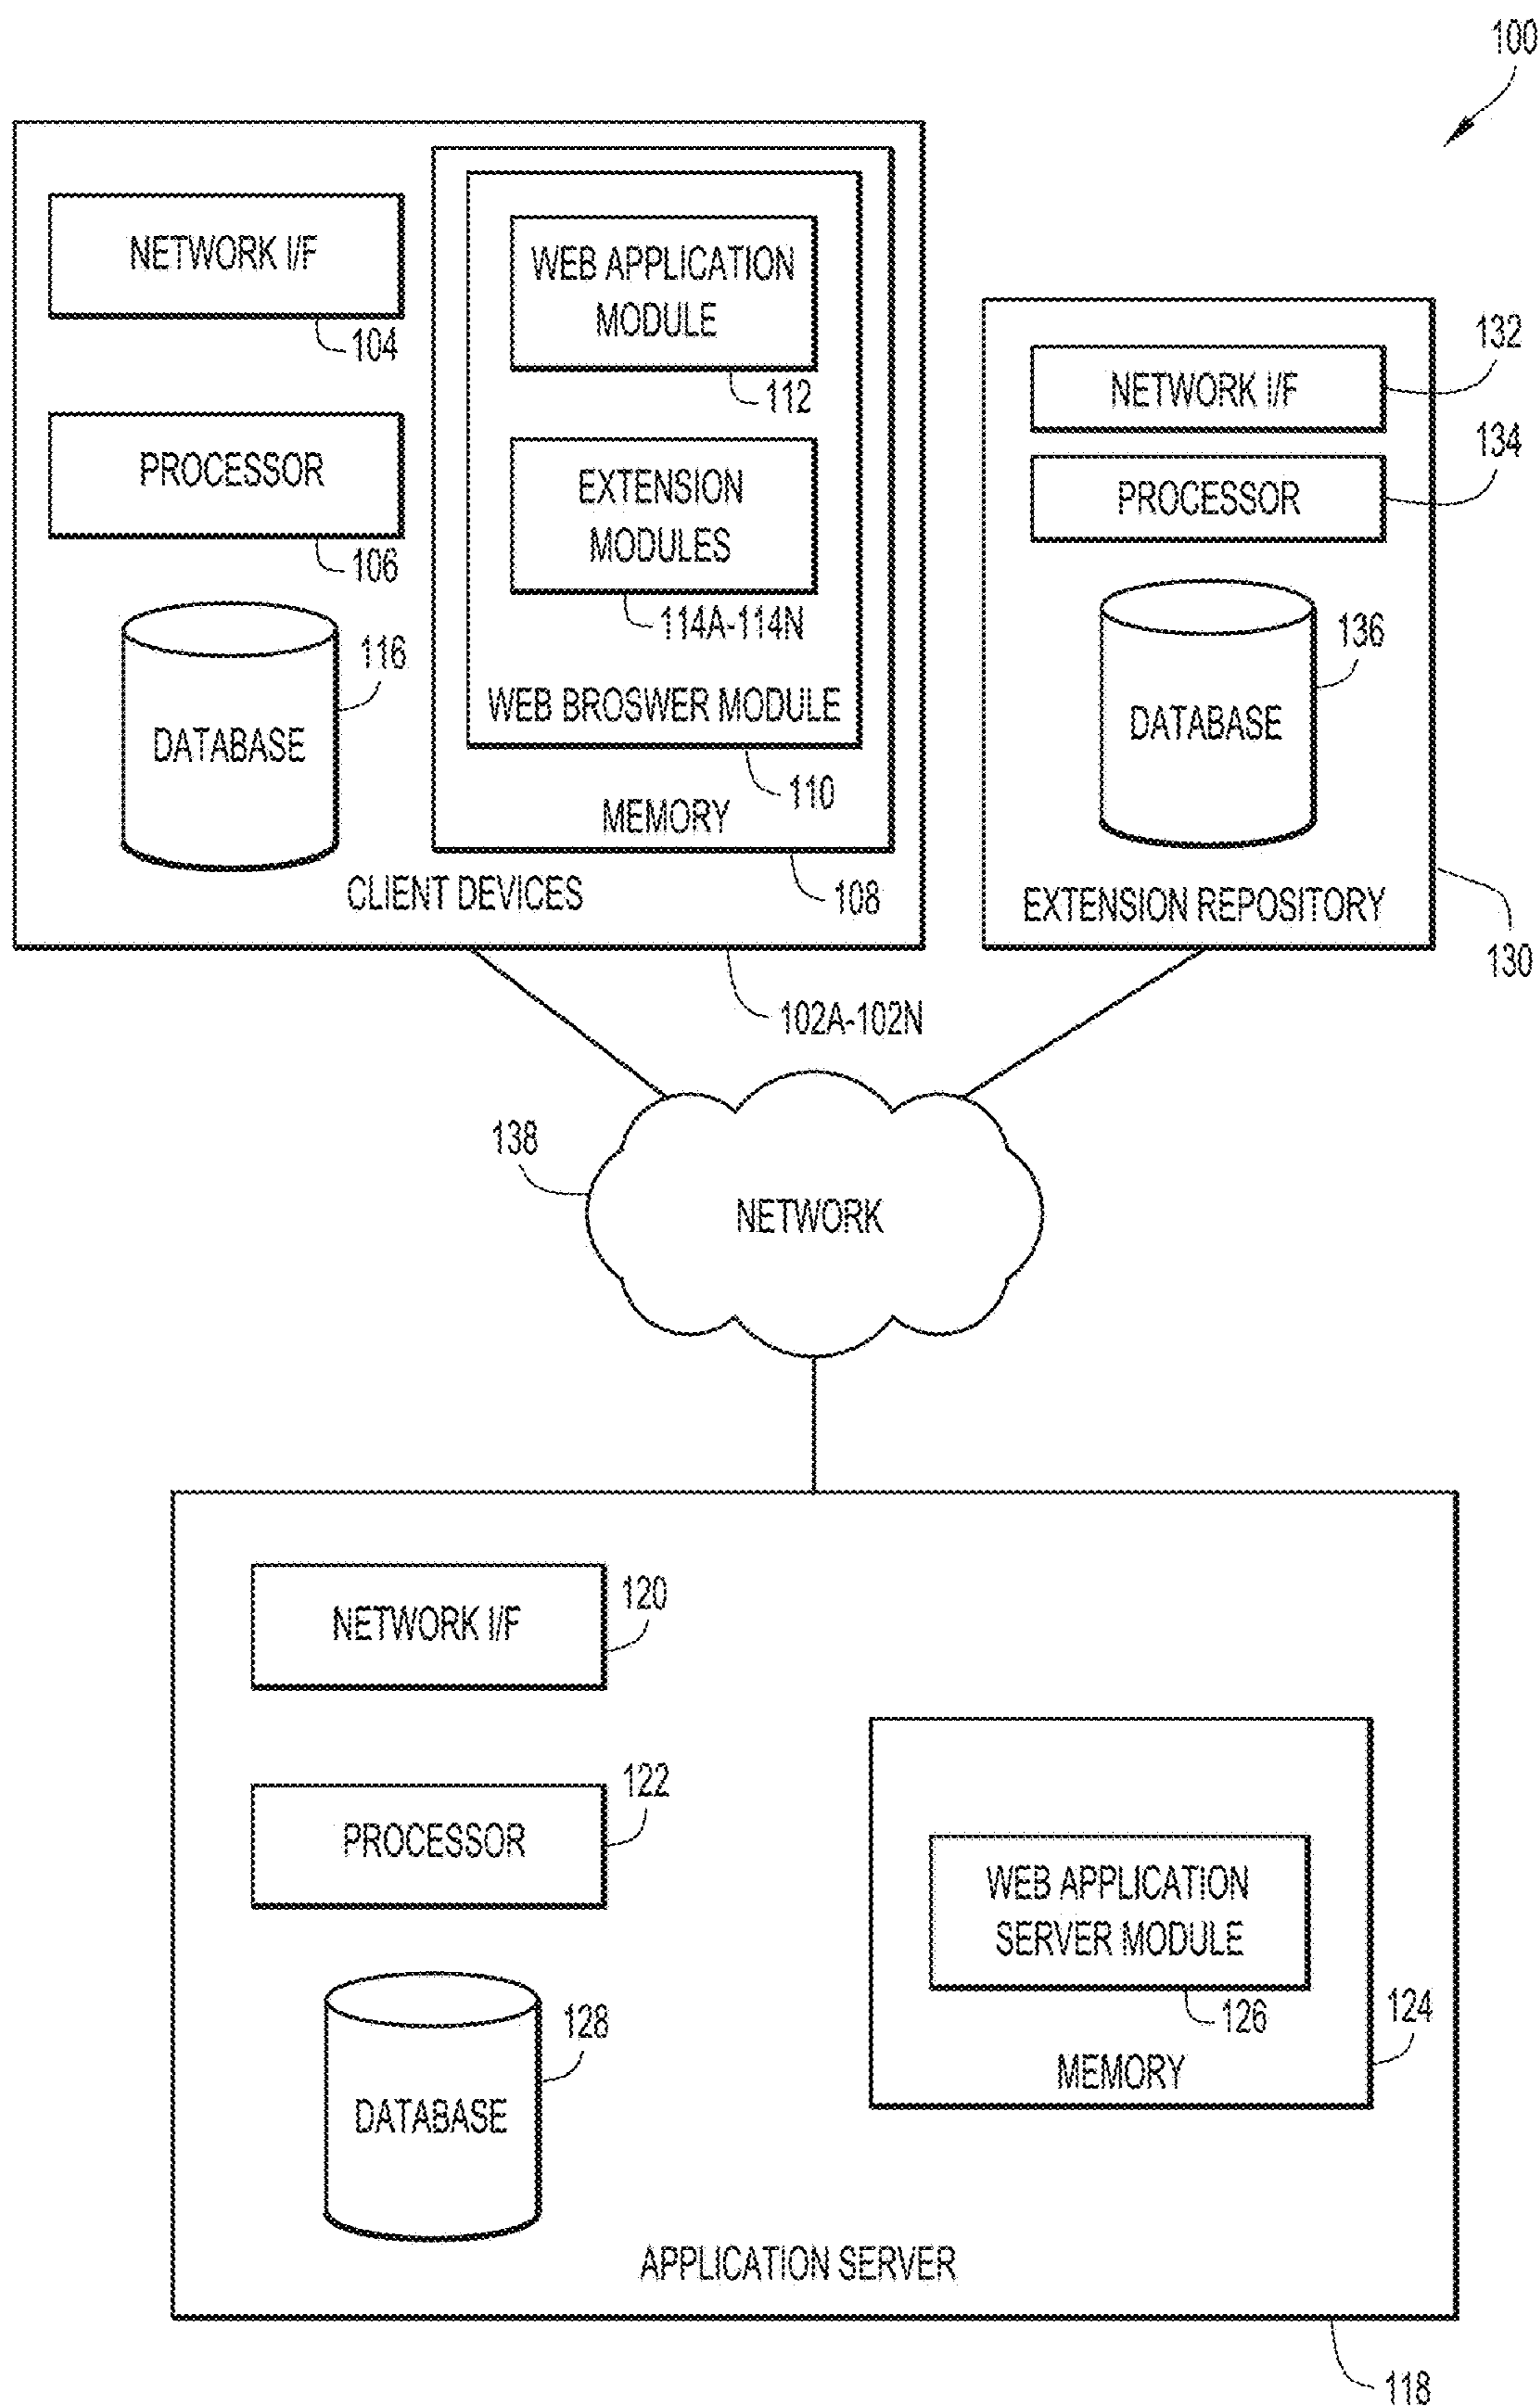 100
NETWORK I/F
104
PROCESSOR
106
116
DATABASE
WEB APPLICATION
MODULE
112
EXTENSION
MODULES
114A-114N
WEB BROSWER MODULE
110
MEMORY
108
CLIENT DEVICES
102A-102N
NETWORK I/F
132
PROCESSOR
134
136
DATABASE
EXTENSION REPOSITORY
130
138
NETWORK
NETWORK I/F
120
PROCESSOR
122
128
DATABASE
WEB APPLICATION
SERVER MODULE
126
MEMORY
124
APPLICATION SERVER
118